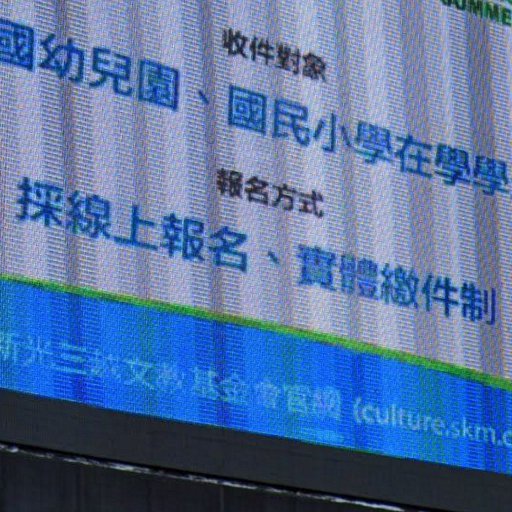 SUMME
收件對象
國幼兒園、國民小學在學學
報名方式
採線上報名、實體繳件制
新光三越文教基金會官網 (culture.skm.c